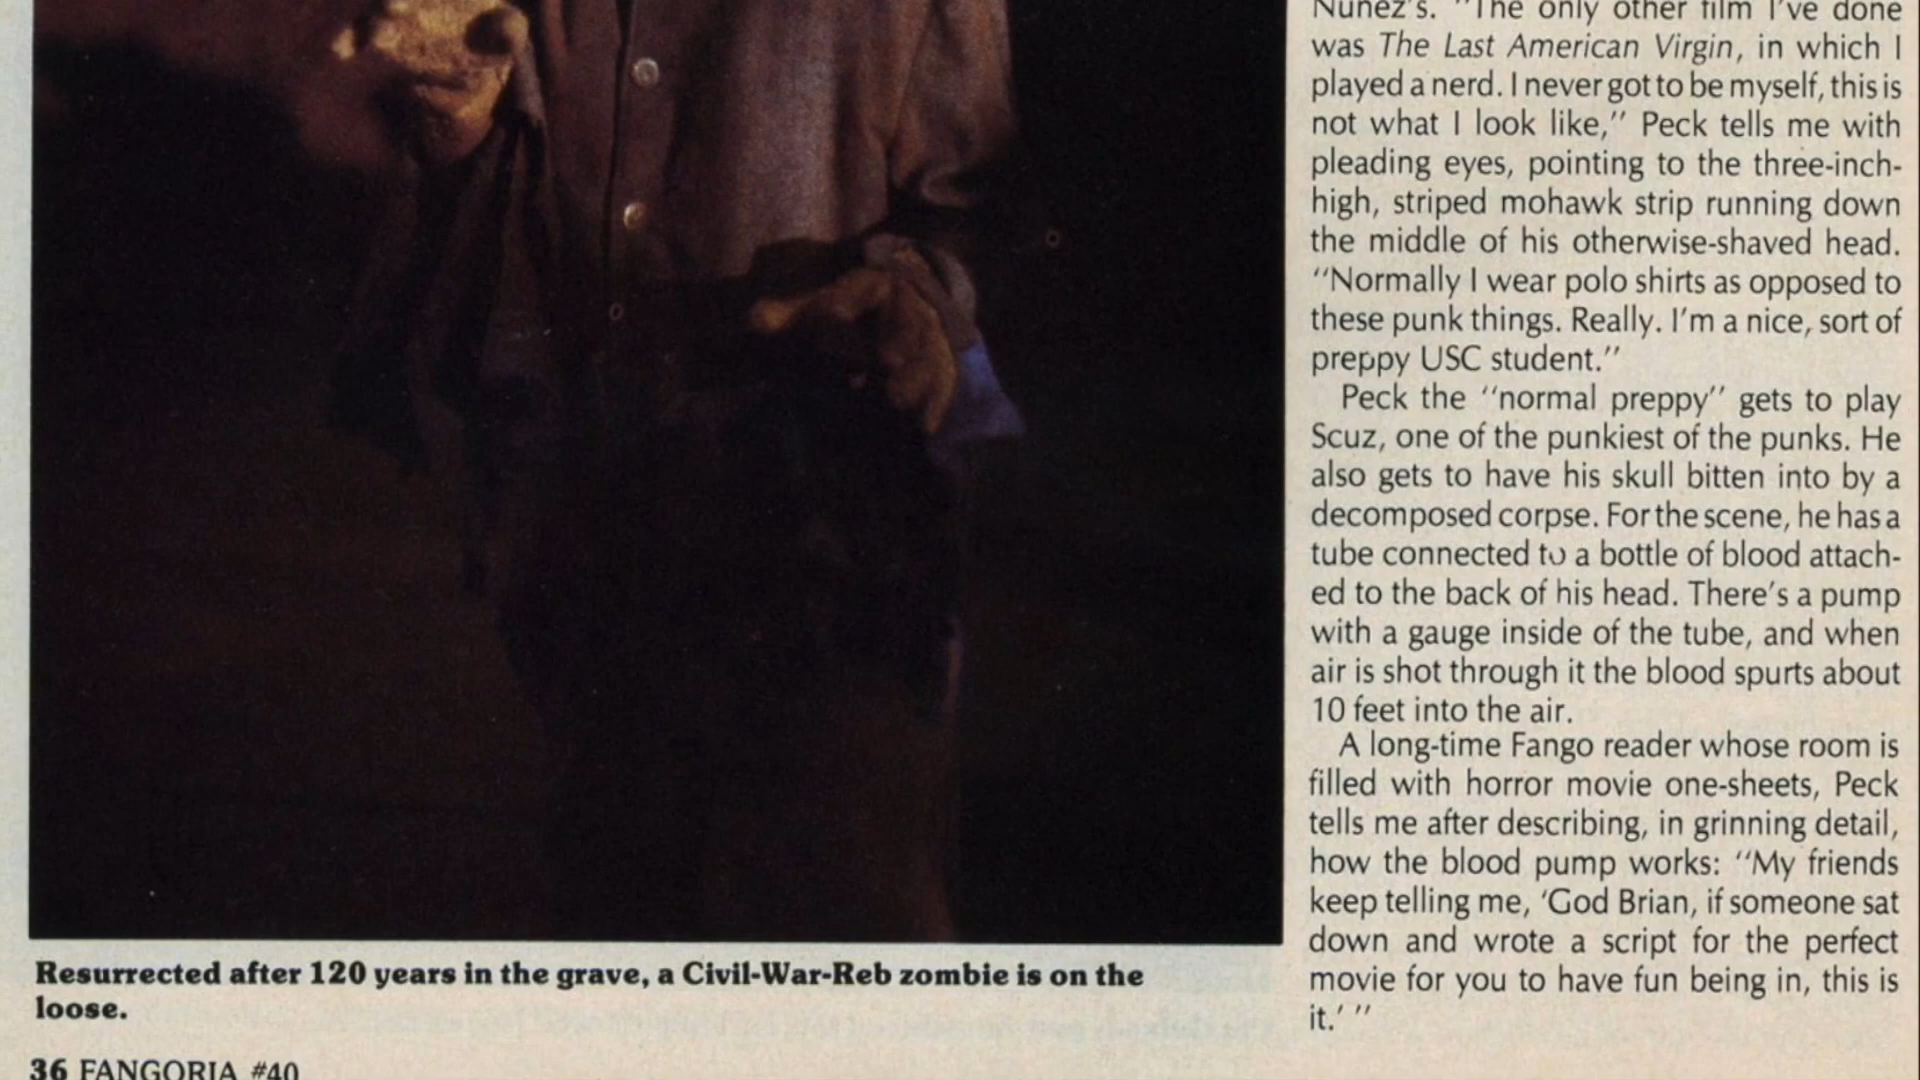 Nunez's. "The only other film I've done
was The Last American Virgin, in which I
played a nerd. I never got to be myself, this is
not what I look like," Peck tells me with
pleading eyes, pointing to the three-inch-
high, striped mohawk strip running down
the middle of his otherwise-shaved head.
"Normally I wear polo shirts as opposed to
these punk things. Really. I'm a nice, sort of
preppy USC student."
Peck the "normal preppy" gets to play
Scuz, one of the punkiest of the punks. He
also gets to have his skull bitten into by a
decomposed corpse. For the scene, he has a
tube connected to a bottle of blood attach-
ed to the back of his head. There's a pump
with a gauge inside of the tube, and when
air is shot through it the blood spurts about
10 feet into the air.
A long-time Fango reader whose room is
filled with horror movie one-sheets, Peck
tells me after describing, in grinning detail,
how the blood pump works: "My friends
keep telling me, 'God Brian, if someone sat
down and wrote a script for the perfect
movie for you to have fun being in, this is
it.' "
Resurrected after 120 years in the grave, a Civil-War-Reb zombie is on the
loose.
36 FANGORIA #40